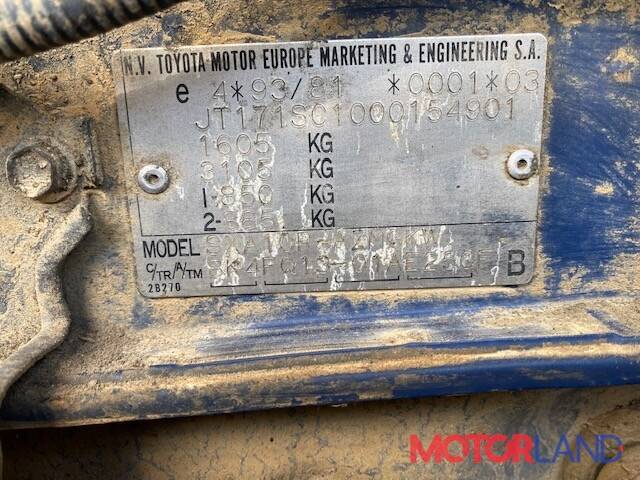 N.V. TOYOTA MOTOR EUROPE MARKETING & ENGINEERING S.A.
e 4*93/81 *0001*03
JT171SC1000154901
1605 KG
3105 KG
1-850 KG
2- KG
MODEL
C/TR/A/TM
2B270 B
MOTORLAND